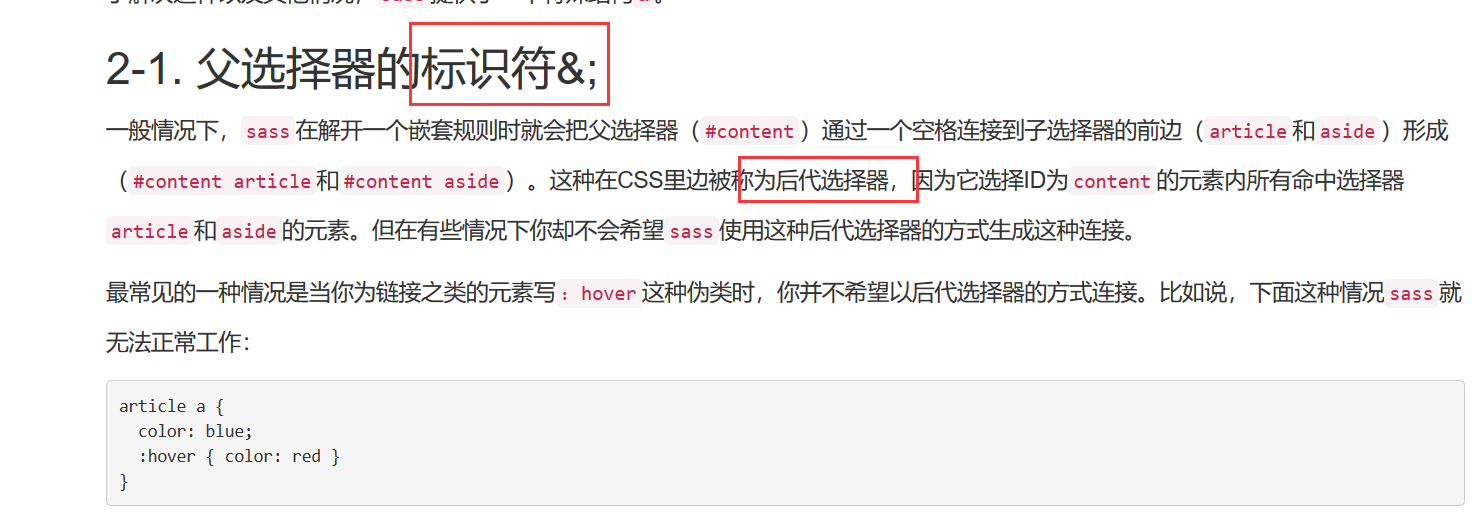 2-1. 父选择器的标识符&;
一般情况下，sass在解开一个嵌套规则时就会把父选择器（#content）通过一个空格连接到子选择器的前边（article和aside）形成
（#content article和#content aside）。这种在CSS里边被称为后代选择器，因为它选择ID为content的元素内所有命中选择器
article和aside的元素。但在有些情况下你却不会希望sass使用这种后代选择器的方式生成这种连接。
最常见的一种情况是当你为链接之类的元素写：hover这种伪类时，你并不希望以后代选择器的方式连接。比如说，下面这种情况sass就
无法正常工作：
article a {
  color: blue;
  :hover { color: red }
}